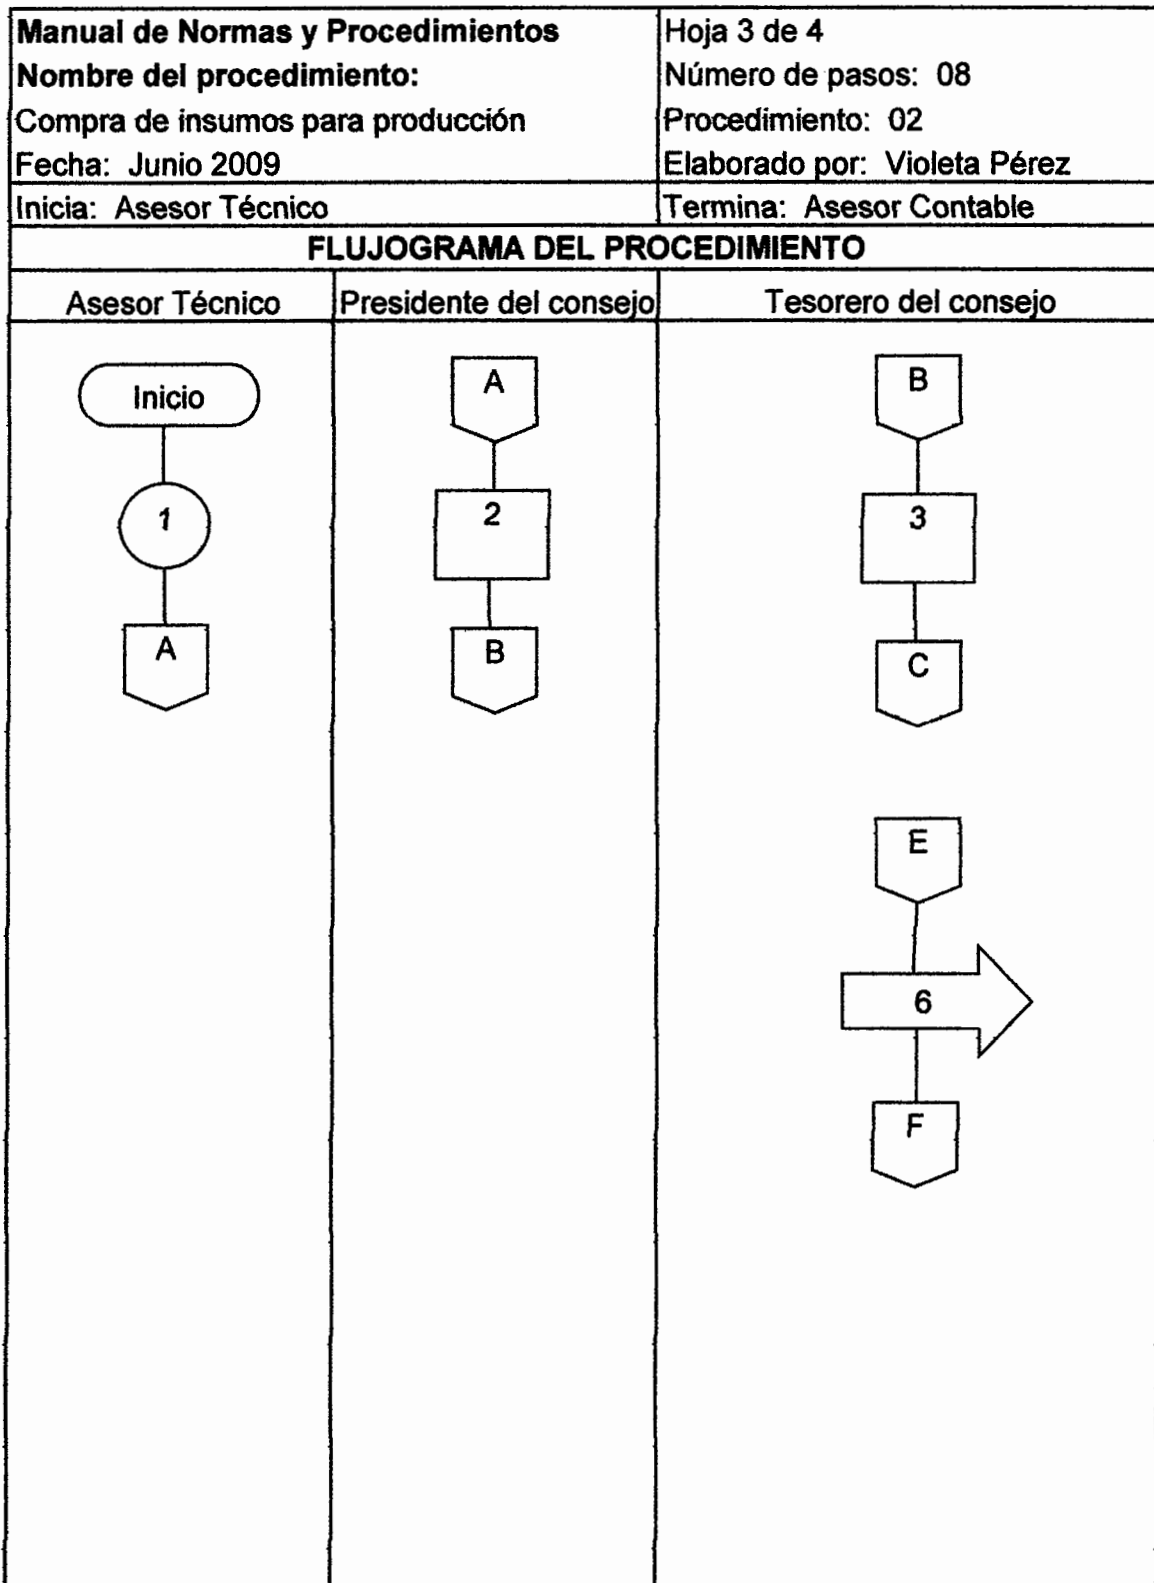 Manual de Normas y Procedimientos
Nombre del procedimiento:
Compra de insumos para producción
Fecha: Junio 2009
Hoja 3 de 4
Número de pasos: 08
Procedimiento: 02
Elaborado por: Violeta Pérez
Inicia: Asesor Técnico
Termina: Asesor Contable
FLUJOGRAMA DEL PROCEDIMIENTO
Asesor Técnico
Presidente del consejo
Tesorero del consejo
Inicio
1
A
A
2
B
B
3
C
E
6
F